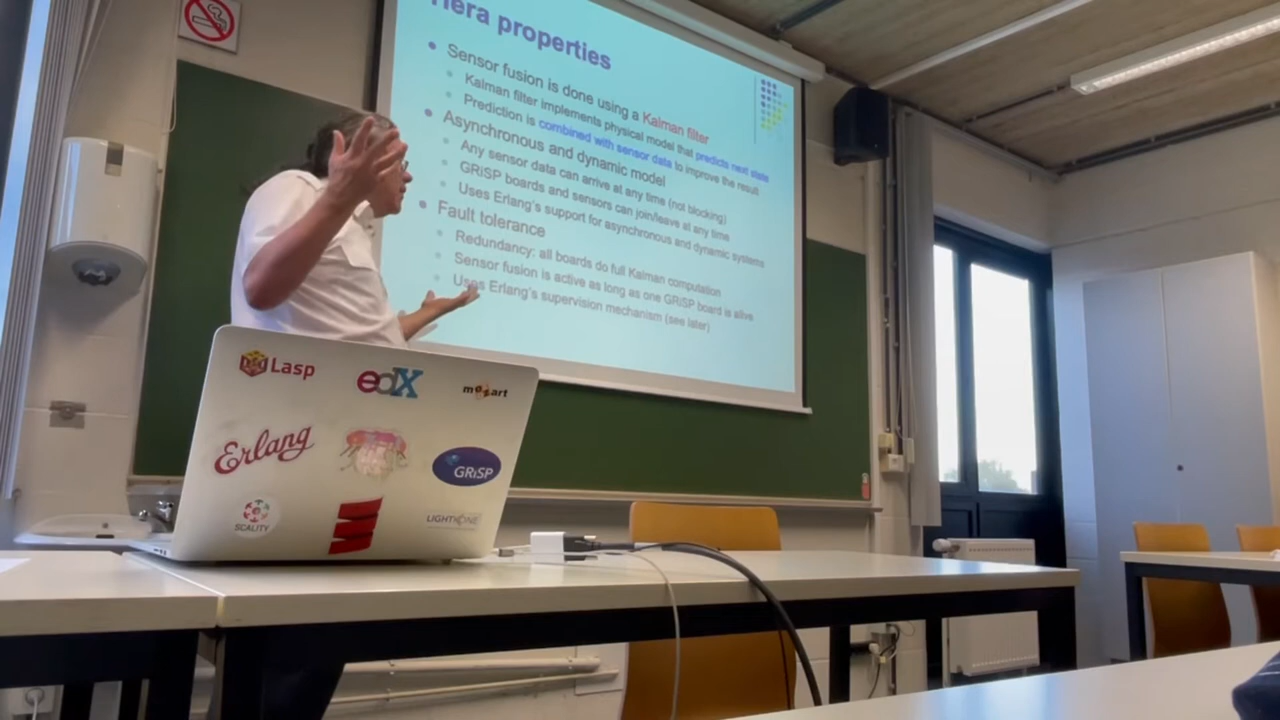 Hera properties
Sensor fusion is done using a Kalman filter
Kalman filter implements physical model that predicts next state
Prediction is combined with sensor data to improve the result
Asynchronous and dynamic model
Any sensor data can arrive at any time (not blocking)
GRiSP boards and sensors can join/leave at any time
Uses Erlang's support for asynchronous and dynamic systems
Fault tolerance
Redundancy: all boards do full Kalman computation
Sensor fusion is active as long as one GRiSP board is alive
Uses Erlang's supervision mechanism (see later)
Lasp
edX
mozart
Erlang
GRiSP
SCALITY
LIGHTKONE